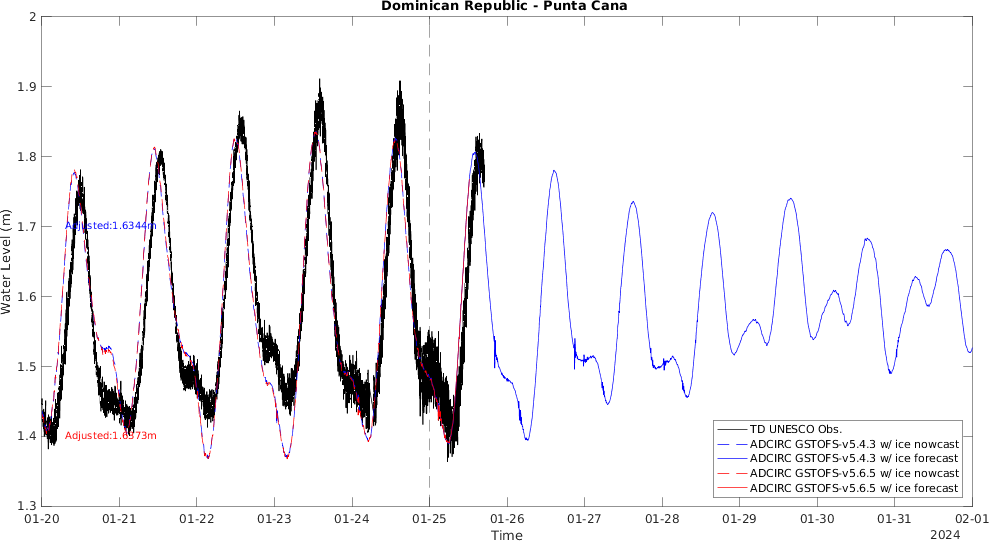 Dominican Republic - Punta Cana
2
1.9
1.8
1.7
1.6
1.5
1.4
1.3
Water Level (m)
Adjusted:1.6344m
Adjusted:1.6373m
TD UNESCO Obs.
ADCIRC GSTOFS-v5.4.3 w/ ice nowcast
ADCIRC GSTOFS-v5.4.3 w/ ice forecast
ADCIRC GSTOFS-v5.6.5 w/ ice nowcast
ADCIRC GSTOFS-v5.6.5 w/ ice forecast
01-20 01-21 01-22 01-23 01-24 01-25 01-26 01-27 01-28 01-29 01-30 01-31 02-01
Time
2024